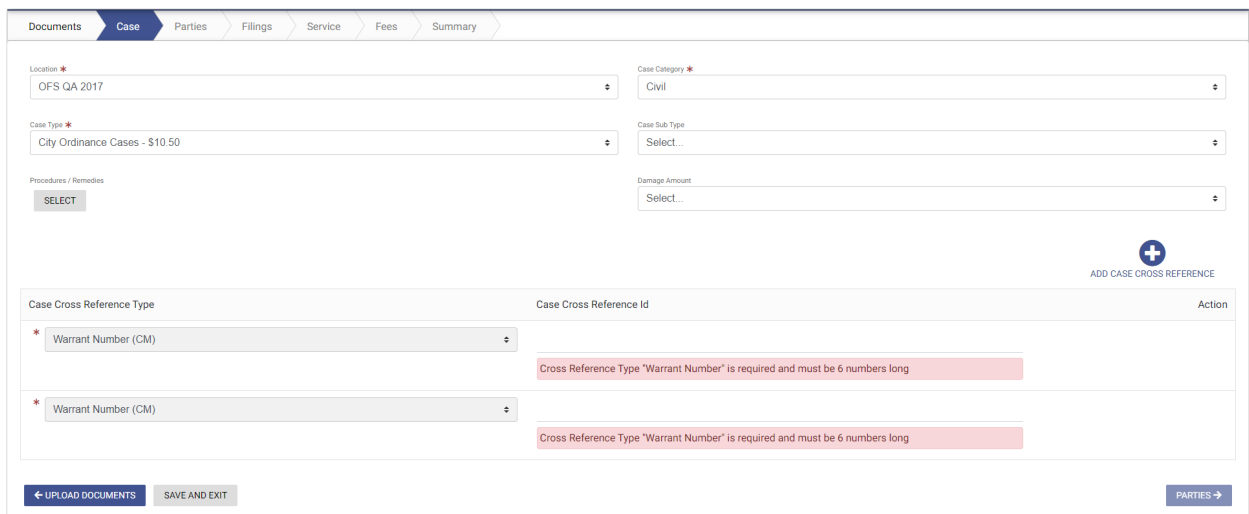 Documents Case Parties Filings Service Fees Summary
Location * Case Category *
OFS QA 2017 Civil
Case Type * Case Sub Type
City Ordinance Cases - $10.50 Select...
Procedures / Remedies Damage Amount
SELECT Select...
ADD CASE CROSS REFERENCE
Case Cross Reference Type Case Cross Reference Id Action
* Warrant Number (CM)
Cross Reference Type "Warrant Number" is required and must be 6 numbers long
* Warrant Number (CM)
Cross Reference Type "Warrant Number" is required and must be 6 numbers long
← UPLOAD DOCUMENTS SAVE AND EXIT PARTIES →